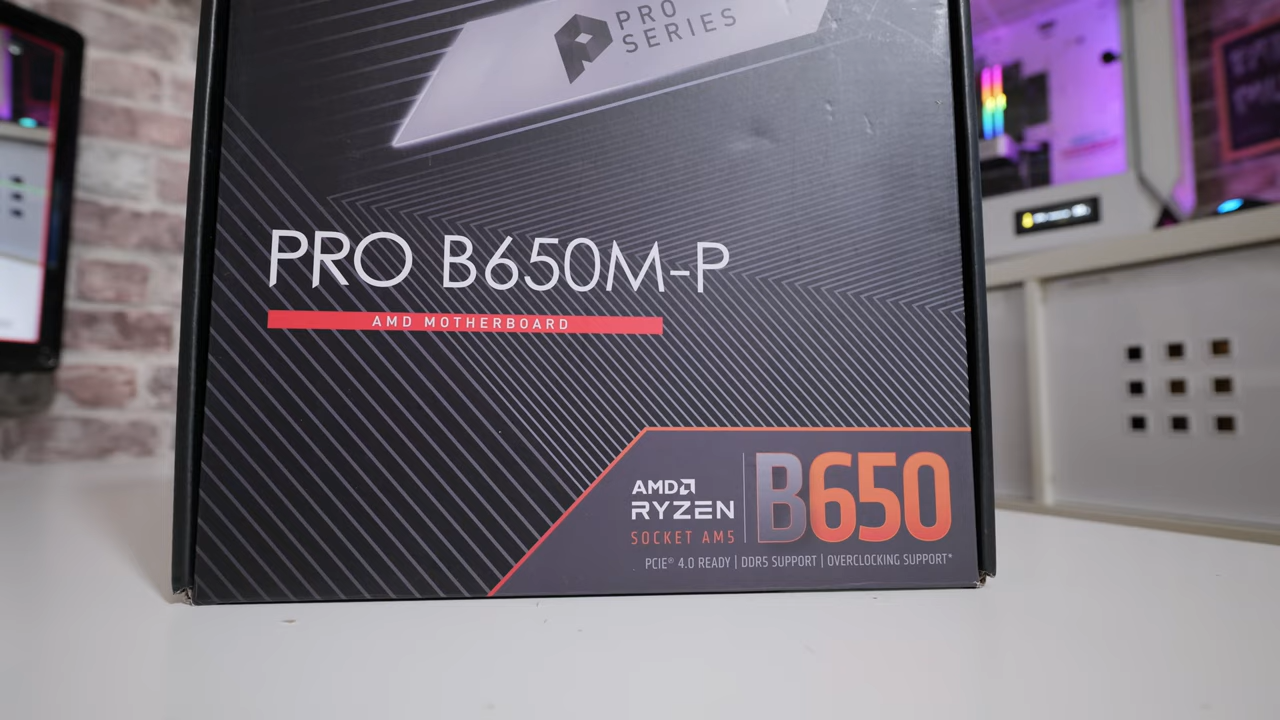 PRO
SERIES
PRO B650M-P
AMD MOTHERBOARD
AMD
RYZEN
SOCKET AM5
B650
PCIE® 4.0 READY | DDR5 SUPPORT | OVERCLOCKING SUPPORT*